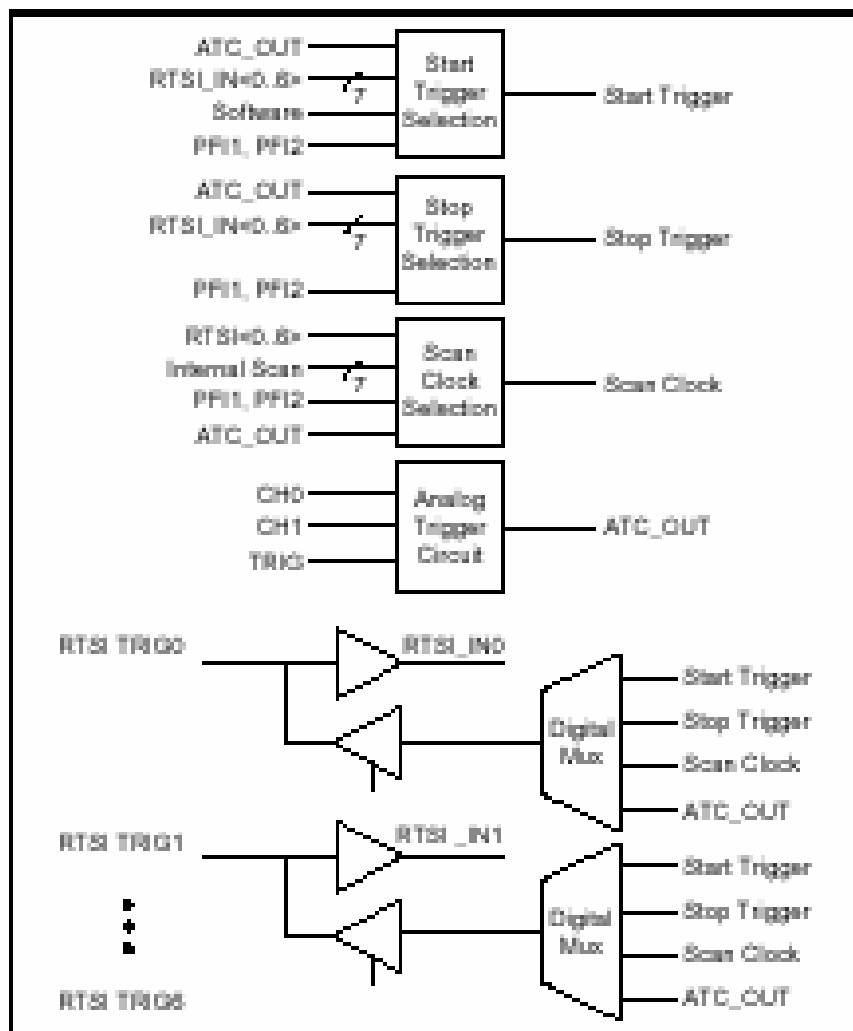 ATC_OUT
RTSI_IN<0..6>
7
Software
PFI1, PFI2
Start
Trigger
Selection
Start Trigger
ATC_OUT
RTSI_IN<0..6>
7
PFI1, PFI2
Stop
Trigger
Selection
Stop Trigger
RTSI<0..6>
Internal Scan
7
PFI1, PFI2
ATC_OUT
Scan
Clock
Selection
Scan Clock
CH0
CH1
TRIG
Analog
Trigger
Circuit
ATC_OUT
RTSI TRIG0
RTSI_IN0
Digital
Mux
Start Trigger
Stop Trigger
Scan Clock
ATC_OUT
RTSI TRIG1
RTSI _IN1
Digital
Mux
Start Trigger
Stop Trigger
Scan Clock
ATC_OUT
RTSI TRIG6